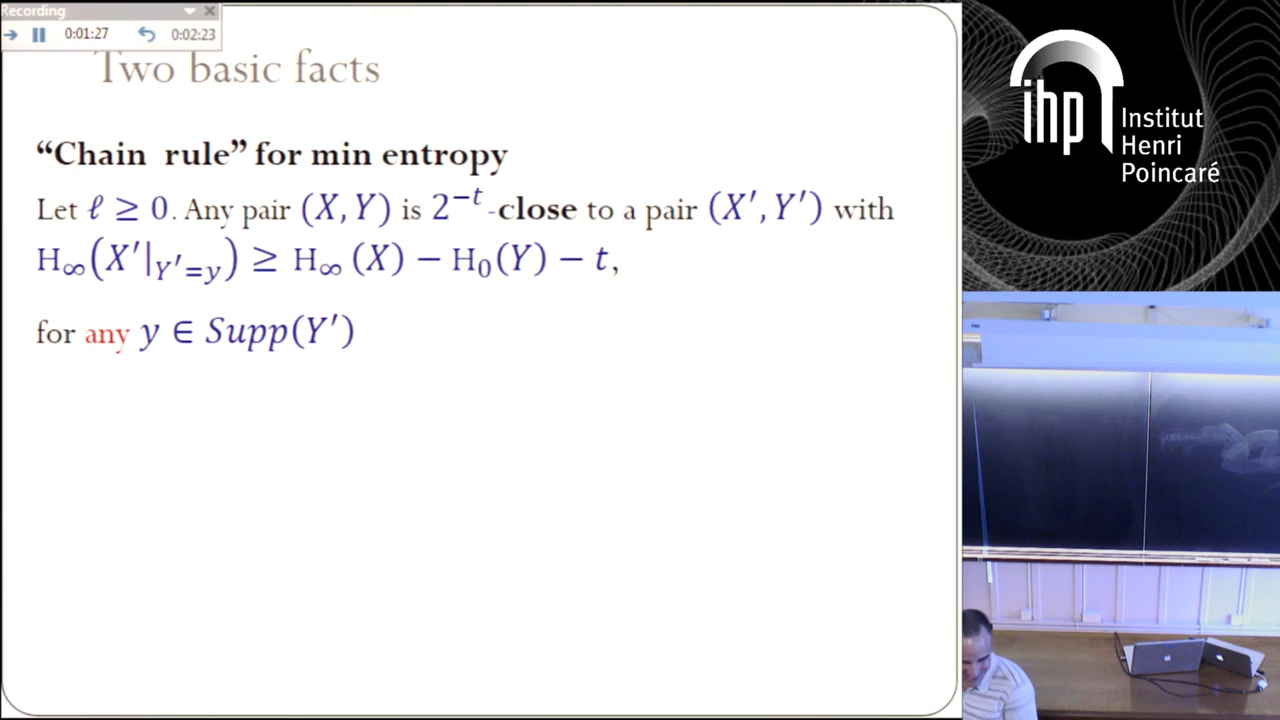 Recording
0:01:27 0:02:23
Two basic facts
“Chain rule” for min entropy
Let ℓ ≥ 0. Any pair (X, Y) is 2^{−t}-close to a pair (X′, Y′) with
H∞(X′|_{Y′=y}) ≥ H∞(X) − H₀(Y) − t,
for any y ∈ Supp(Y′)
ihp
Institut
Henri
Poincaré